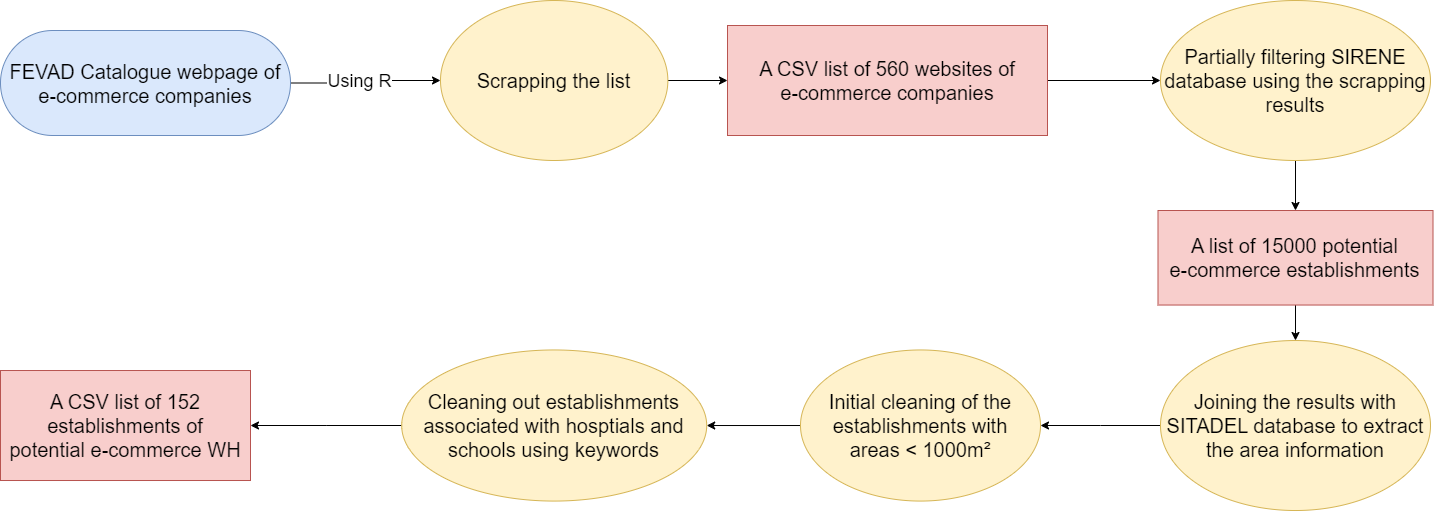 FEVAD Catalogue webpage of
e-commerce companies
Using R
Scrapping the list
A CSV list of 560 websites of
e-commerce companies
Partially filtering SIRENE
database using the scrapping
results
A list of 15000 potential
e-commerce establishments
Joining the results with
SITADEL database to extract
the area information
Initial cleaning of the
establishments with
areas < 1000m²
Cleaning out establishments
associated with hosptials and
schools using keywords
A CSV list of 152
establishments of
potential e-commerce WH